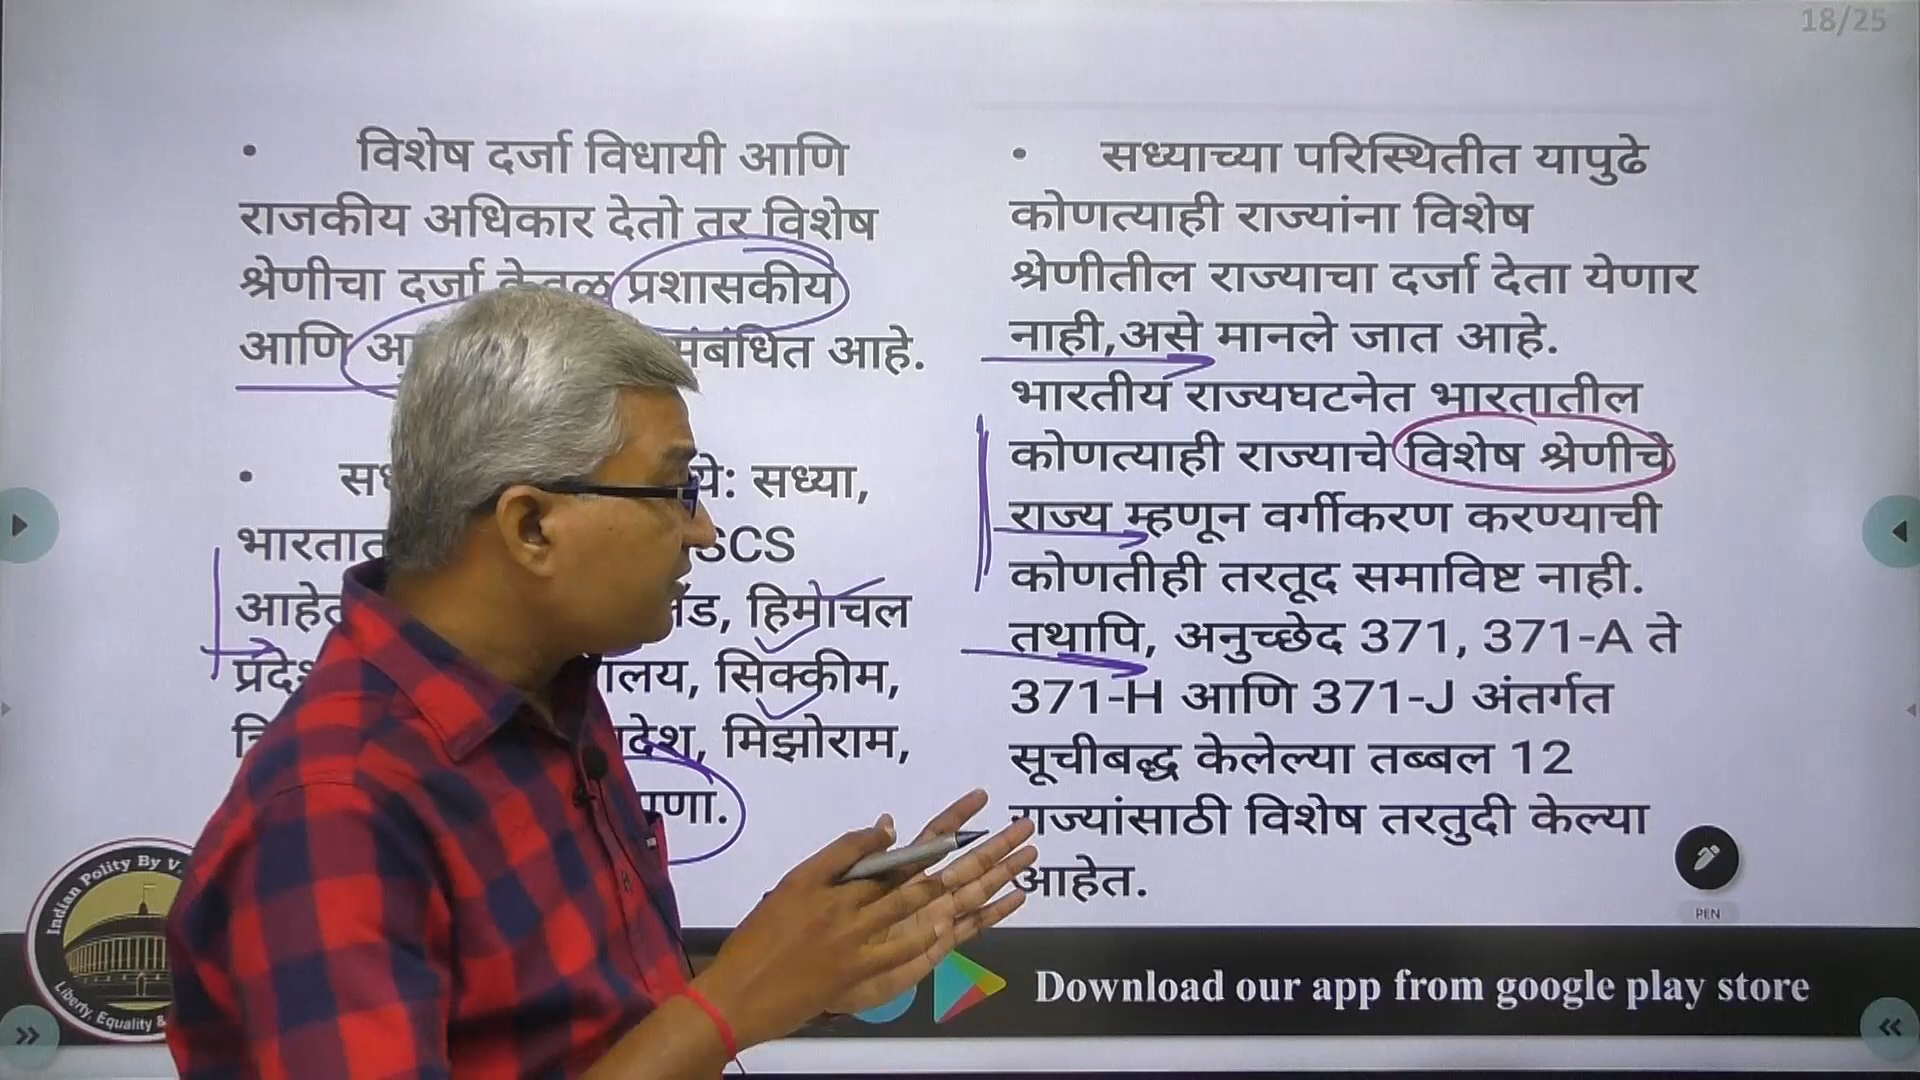 18/25
• विशेष दर्जा विधायी आणि
राजकीय अधिकार देतो तर विशेष
श्रेणीचा दर्जा केवळ प्रशासकीय
आणि संबंधित आहे.
• सध्या,
भारतात SCS
हिमाचल
सिक्कीम,
मिझोराम,
• सध्याच्या परिस्थितीत यापुढे
कोणत्याही राज्यांना विशेष
श्रेणीतील राज्याचा दर्जा देता येणार
नाही,असे मानले जात आहे.
भारतीय राज्यघटनेत भारतातील
कोणत्याही राज्याचे विशेष श्रेणीचे
राज्य म्हणून वर्गीकरण करण्याची
कोणतीही तरतूद समाविष्ट नाही.
तथापि, अनुच्छेद 371, 371-A ते
371-H आणि 371-J अंतर्गत
सूचीबद्ध केलेल्या तब्बल 12
राज्यांसाठी विशेष तरतुदी केल्या
आहेत.
PEN
Indian Polity By V.
Liberty, Equality &
Download our app from google play store